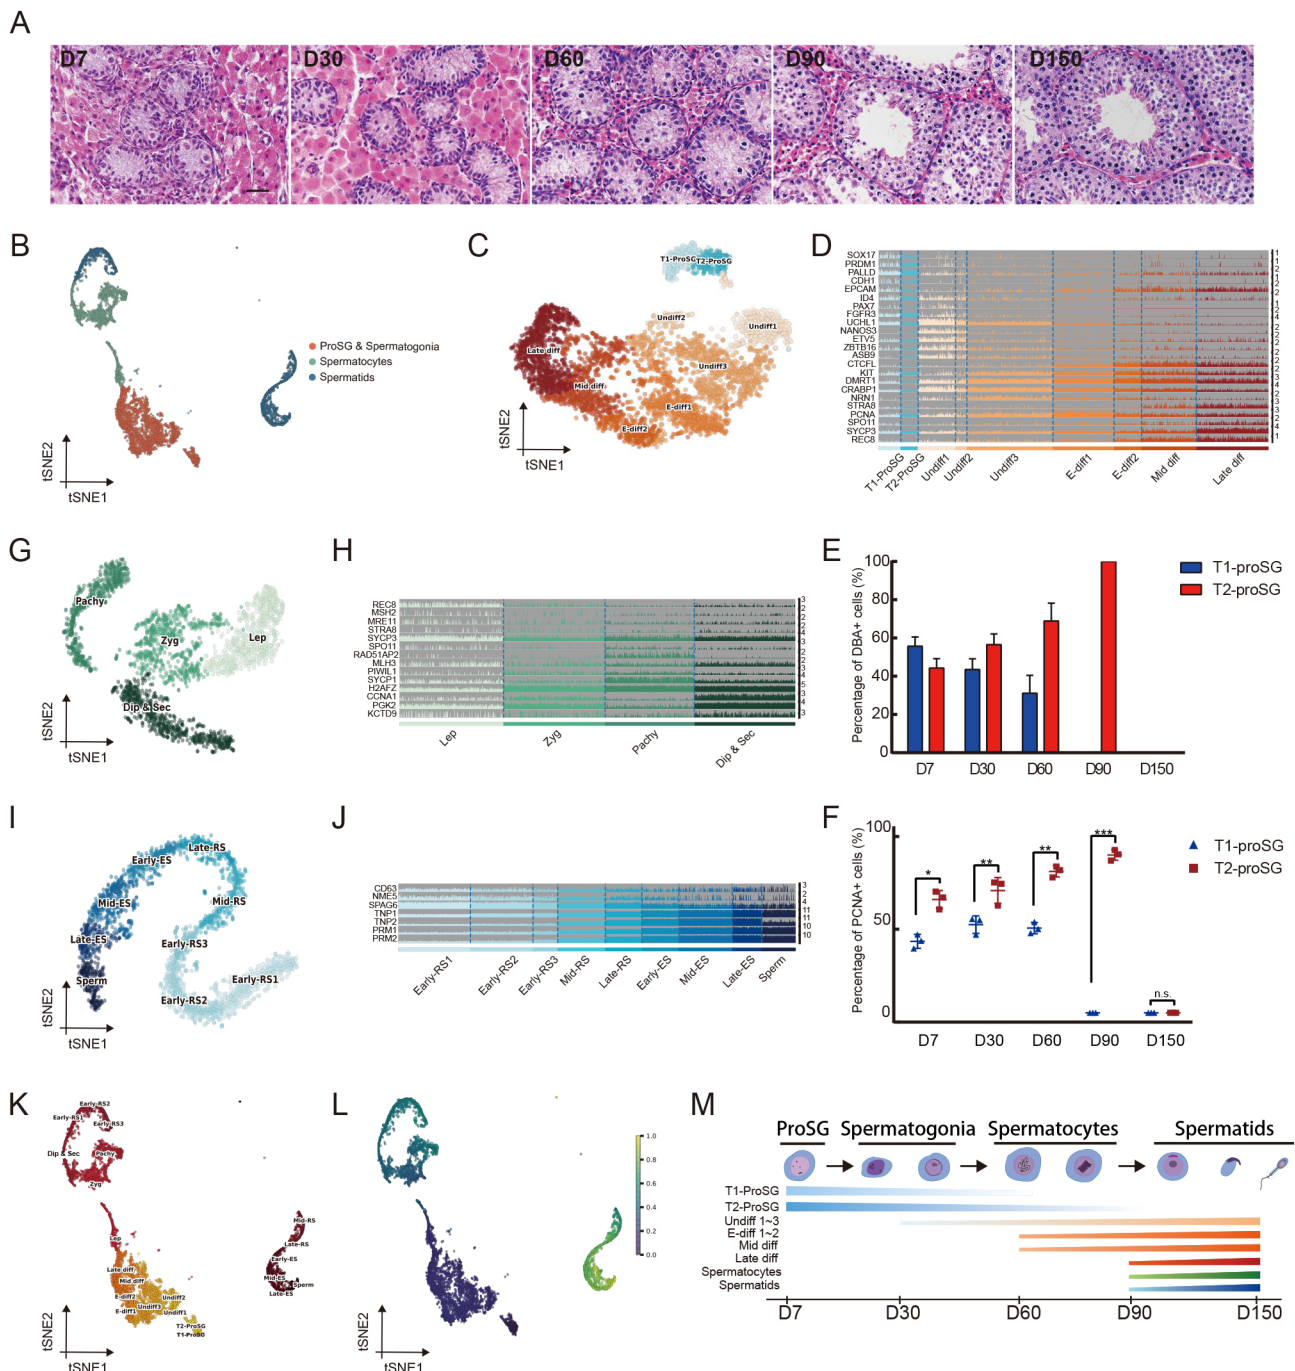 A
D7
D30
D60
D90
D150
B
ProSG & Spermatogonia
Spermatocytes
Spermatids
tSNE2
tSNE1
C
T1-ProSG
T2-ProSG
Undiff2
Undiff1
Late diff
Undiff3
Mid diff
E-diff1
E-diff2
tSNE2
tSNE1
D
SOX17
PRDM1
PALLD
CDH1
EPCAM
ID4
PAX7
FGFR3
UCHL1
NANOS3
ETV5
ZBTB16
ASB9
CTCFL
KIT
DMRT1
CRABP1
NRN1
STRA8
PCNA
SPO11
SYCP3
REC8
T1-ProSG
T2-ProSG
Undiff1
Undiff2
Undiff3
E-diff1
E-diff2
Mid diff
Late diff
G
Pachy
Zyg
Lep
Dip & Sec
tSNE2
tSNE1
H
REC8
MSH2
MRE11
STRA8
SYCP3
SPO11
RAD51AP2
MLH3
PIWIL1
SYCP1
H2AFZ
CCNA1
PGK2
KCTD9
Lep
Zyg
Pachy
Dip & Sec
E
Percentage of DBA+ cells (%)
100
80
60
40
20
0
D7
D30
D60
D90
D150
T1-proSG
T2-proSG
I
Late-RS
Early-ES
Mid-ES
Mid-RS
Late-ES
Early-RS3
Sperm
Early-RS1
Early-RS2
tSNE2
tSNE1
J
CD63
NME5
SPAG6
TNP1
TNP2
PRM1
PRM2
3
2
4
11
11
10
10
Early-RS1
Early-RS2
Early-RS3
Mid-RS
Late-RS
Early-ES
Mid-ES
Late-ES
Sperm
F
Percentage of PCNA+ cells (%)
100
50
0
*
**
**
***
n.s.
D7
D30
D60
D90
D150
T1-proSG
T2-proSG
K
Early-RS2
Early-RS1
Early-RS3
Dip & Sec
Pachy
Zyg
Lep
Late diff
Mid diff
E-diff2
Undiff2
Undiff3
E-diff1
Undiff1
T2-ProSG
T1-ProSG
Mid-RS
Late-RS
Early-ES
Mid-ES
Sperm
Late-ES
tSNE2
tSNE1
L
1.0
0.8
0.6
0.4
0.2
0.0
tSNE2
tSNE1
M
ProSG
Spermatogonia
Spermatocytes
Spermatids
T1-ProSG
T2-ProSG
Undiff 1~3
E-diff 1~2
Mid diff
Late diff
Spermatocytes
Spermatids
D7
D30
D60
D90
D150